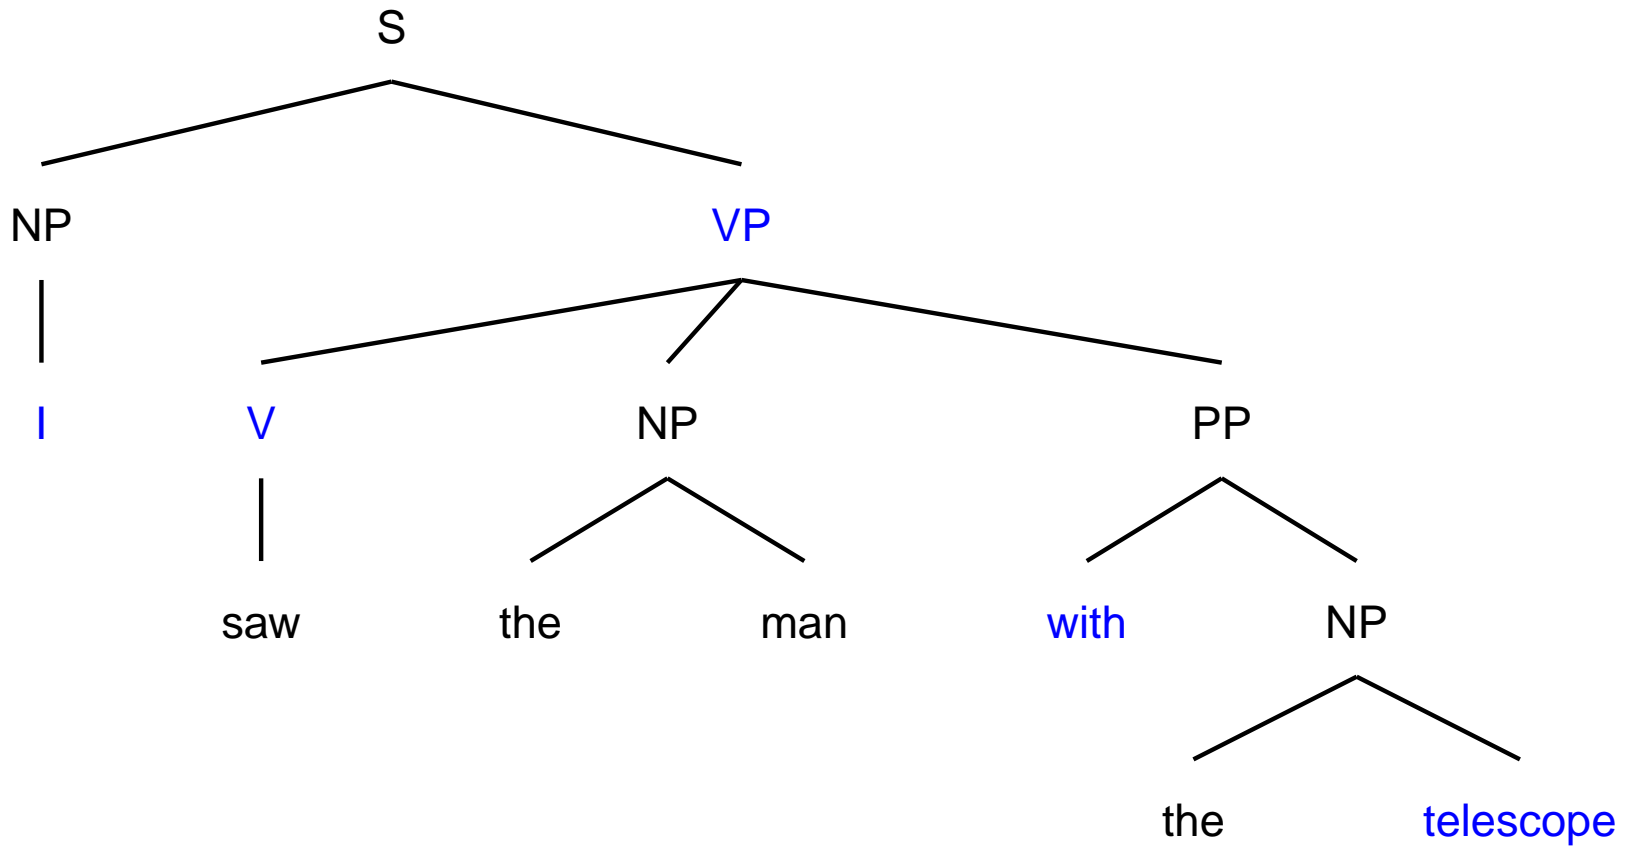 S
NP VP
I V NP PP
saw the man with NP
the telescope